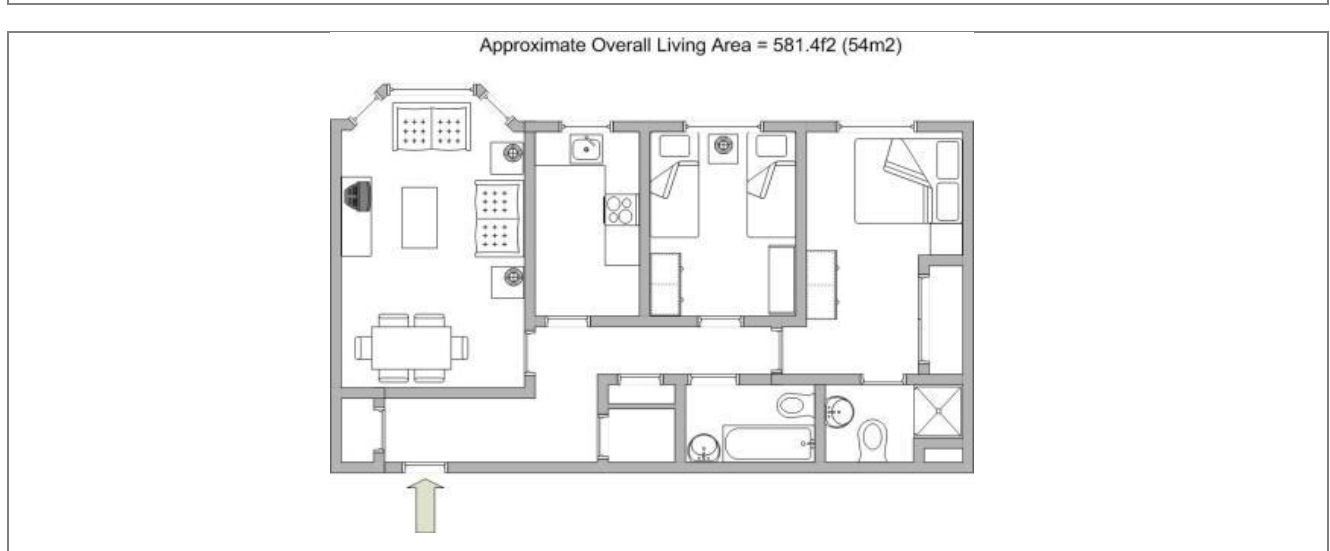 Approximate Overall Living Area = 581.4f2 (54m2)